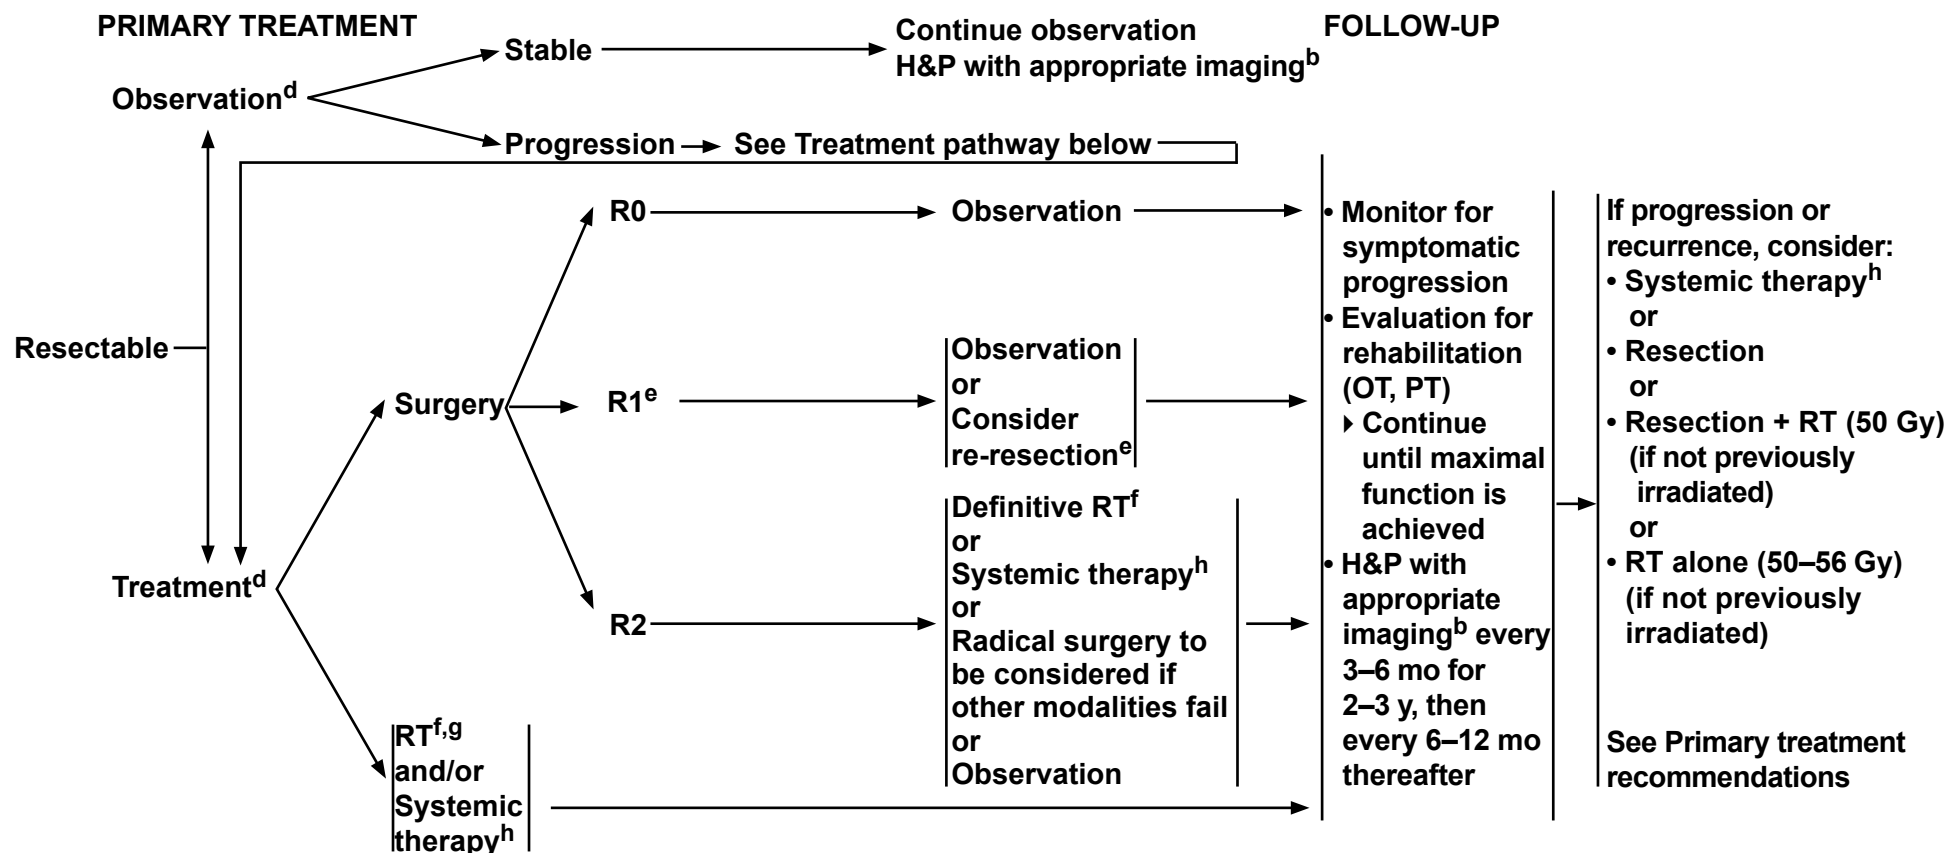 PRIMARY TREATMENT
FOLLOW-UP
Stable
Continue observation
H&P with appropriate imagingᵇ
Observationᵈ
Progression
See Treatment pathway below
Resectable
Treatmentᵈ
Surgery
R0
Observation
R1ᵉ
Observation
or
Consider
re-resectionᵉ
R2
Definitive RTᶠ
or
Systemic therapyʰ
or
Radical surgery to
be considered if
other modalities fail
or
Observation
RTᶠ,ᵍ
and/or
Systemic
therapyʰ
• Monitor for
symptomatic
progression
• Evaluation for
rehabilitation
(OT, PT)
▸ Continue
until maximal
function is
achieved
• H&P with
appropriate
imagingᵇ every
3–6 mo for
2–3 y, then
every 6–12 mo
thereafter
If progression or
recurrence, consider:
• Systemic therapyʰ
or
• Resection
or
• Resection + RT (50 Gy)
(if not previously
irradiated)
or
• RT alone (50–56 Gy)
(if not previously
irradiated)
See Primary treatment
recommendations